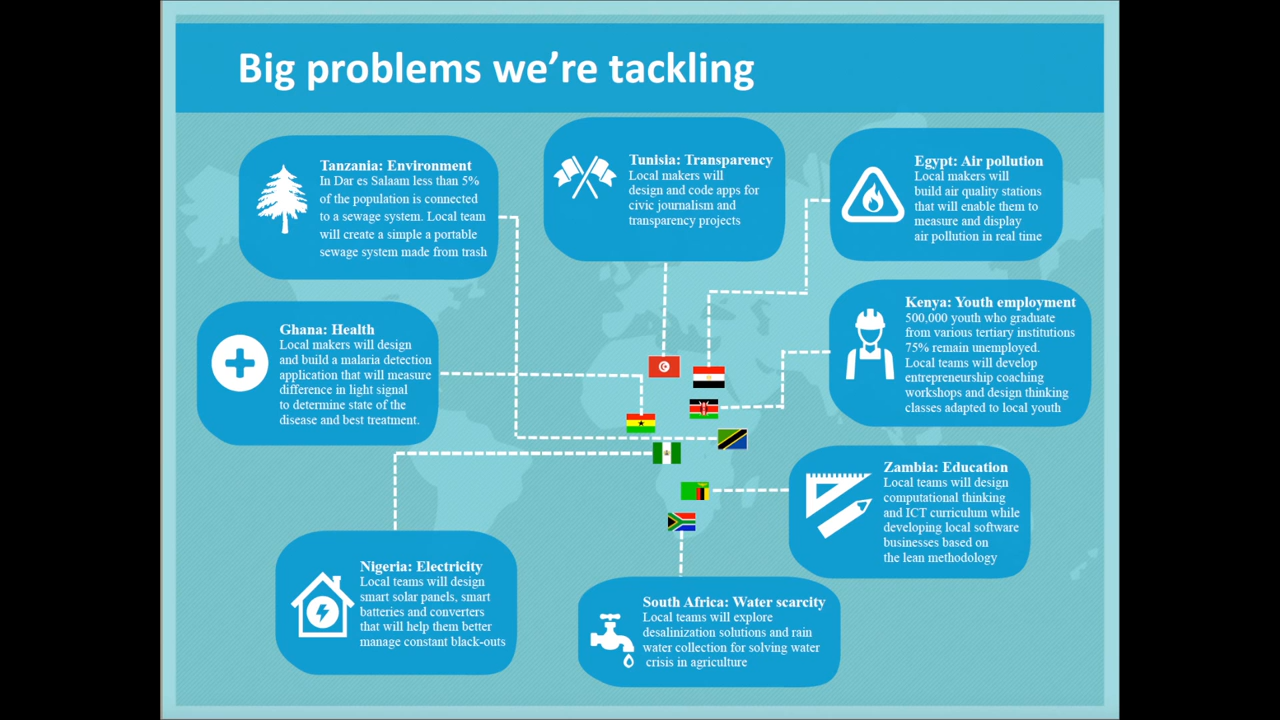 Big problems we're tackling
Tanzania: Environment
In Dar es Salaam less than 5%
of the population is connected
to a sewage system. Local team
will create a simple a portable
sewage system made from trash
Tunisia: Transparency
Local makers will
design and code apps for
civic journalism and
transparency projects
Egypt: Air pollution
Local makers will
build air quality stations
that will enable them to
measure and display
air pollution in real time
Ghana: Health
Local makers will design
and build a malaria detection
application that will measure
difference in light signal
to determine state of the
disease and best treatment.
Kenya: Youth employment
500,000 youth who graduate
from various tertiary institutions
75% remain unemployed.
Local teams will develop
entrepreneurship coaching
workshops and design thinking
classes adapted to local youth
Zambia: Education
Local teams will design
computational thinking
and ICT curriculum while
developing local software
businesses based on
the lean methodology
Nigeria: Electricity
Local teams will design
smart solar panels, smart
batteries and converters
that will help them better
manage constant black-outs
South Africa: Water scarcity
Local teams will explore
desalinization solutions and rain
water collection for solving water
crisis in agriculture